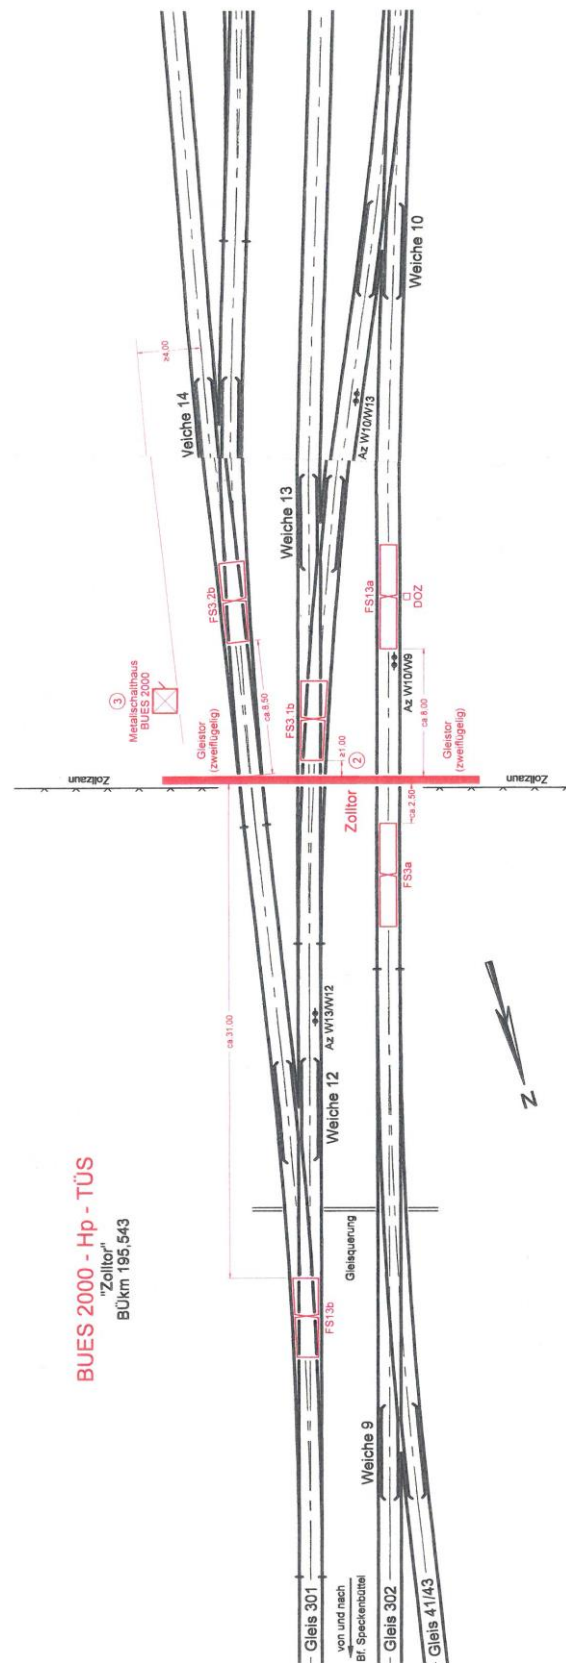 BUES 2000 - Hp - TÜS
"Zolltor"
BÜkm 195,543
Weiche 14
≥4,00
Weiche 10
Az W10/W13
Weiche 13
FS3.2b
FS13a
DOZ
3
Metallschalthaus
BUES 2000
ca.8,50
FS3.1b
Az W10/W9
ca 8.00
Gleistor
(zweiflügelig)
≥1.00
2
Gleistor
(zweiflügelig)
Zollzaun
Zolltor
Zollzaun
ca.2.50
FS3a
ca.31.00
Az W13/W12
Weiche 12
N
Gleisquerung
FS13b
Weiche 9
Gleis 301
von und nach
Bf. Speckenbüttel
Gleis 302
Gleis 41/43